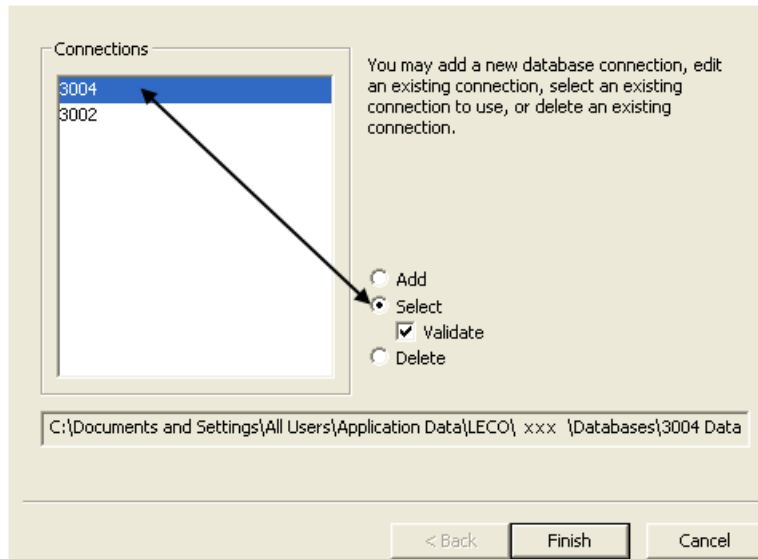 Connections
3004
3002
You may add a new database connection, edit
an existing connection, select an existing
connection to use, or delete an existing
connection.
Add
Select
Validate
Delete
C:\Documents and Settings\All Users\Application Data\LECO\ xxx \Databases\3004 Data
< Back
Finish
Cancel